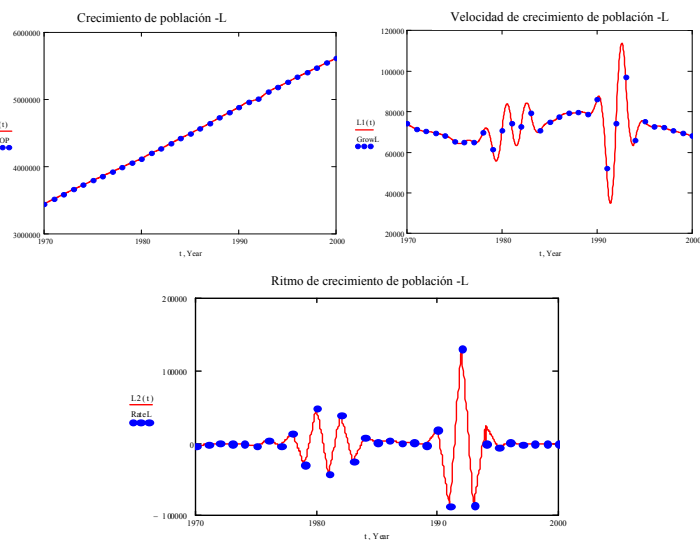 Crecimiento de población -L
6000000
5000000
4000000
3000000
(t)
OP
1970
1980
1990
2000
t , Year
Velocidad de crecimiento de población -L
120000
100000
80000
60000
40000
20000
L1(t)
GrowL
1970
1980
1990
2000
t , Year
Ritmo de crecimiento de población -L
200000
100000
0
– 100000
L2(t)
RateL
1970
1980
1990
2000
t , Year